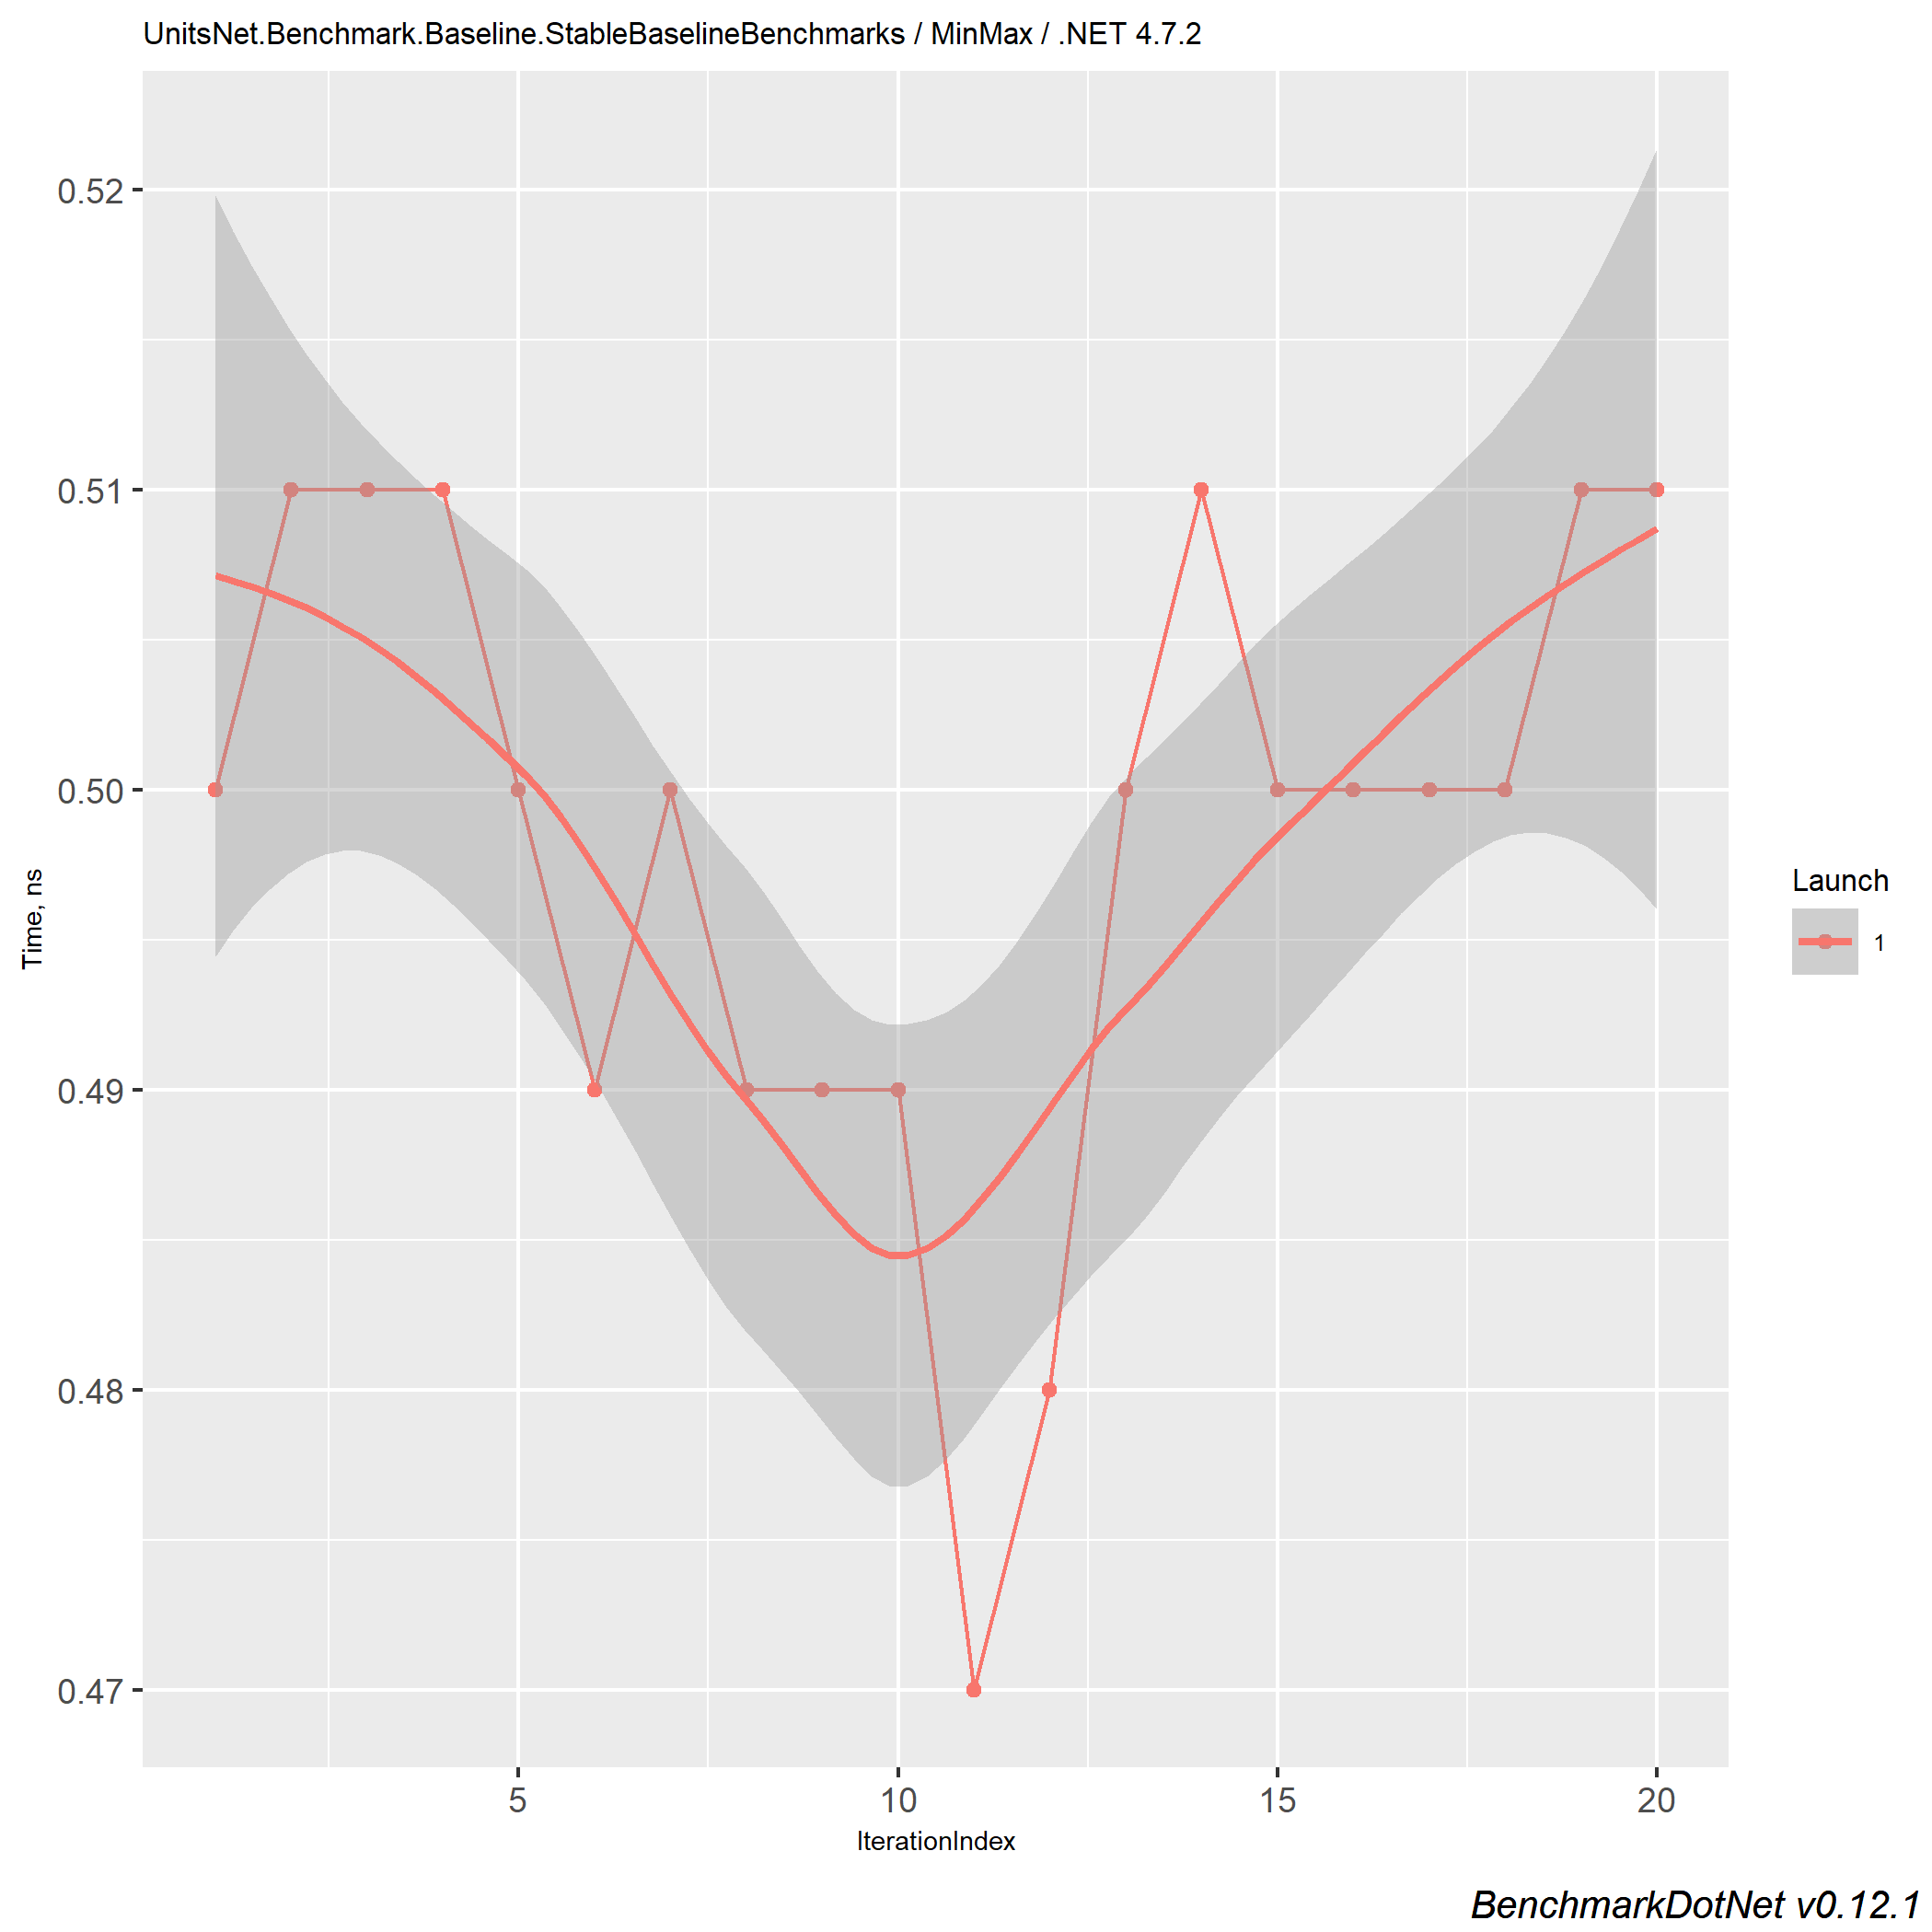 UnitsNet.Benchmark.Baseline.StableBaselineBenchmarks / MinMax / .NET 4.7.2
0.52
0.51
0.50
0.49
0.48
0.47
Time, ns
5 10 15 20
IterationIndex
Launch
1
BenchmarkDotNet v0.12.1